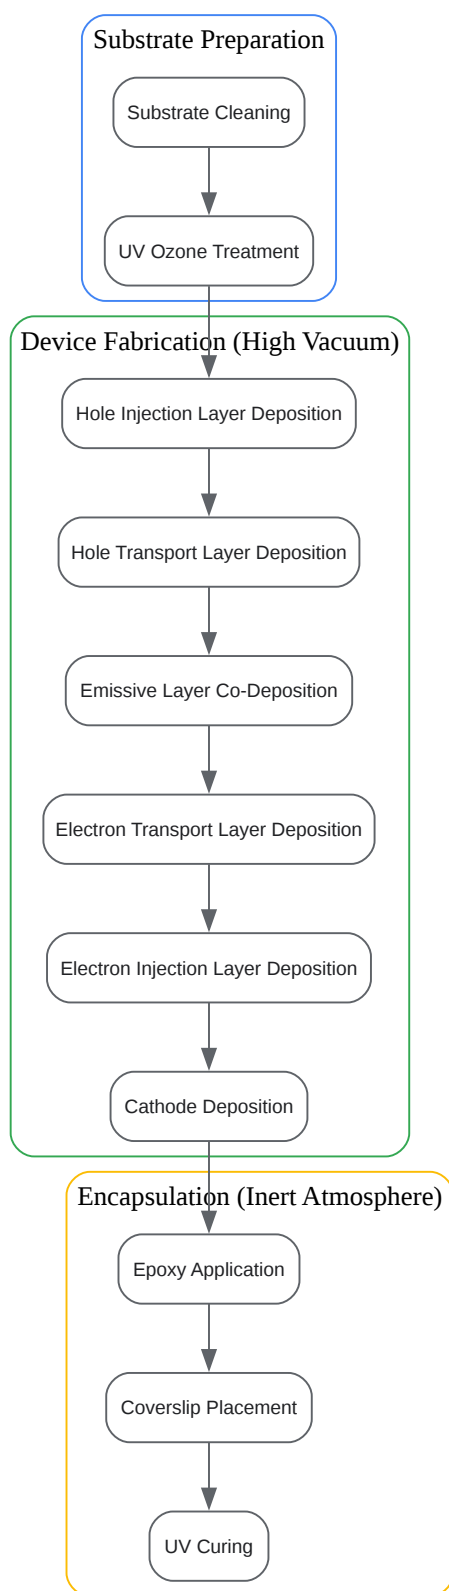 Substrate Preparation
Substrate Cleaning
UV Ozone Treatment
Device Fabrication (High Vacuum)
Hole Injection Layer Deposition
Hole Transport Layer Deposition
Emissive Layer Co-Deposition
Electron Transport Layer Deposition
Electron Injection Layer Deposition
Cathode Deposition
Encapsulation (Inert Atmosphere)
Epoxy Application
Coverslip Placement
UV Curing